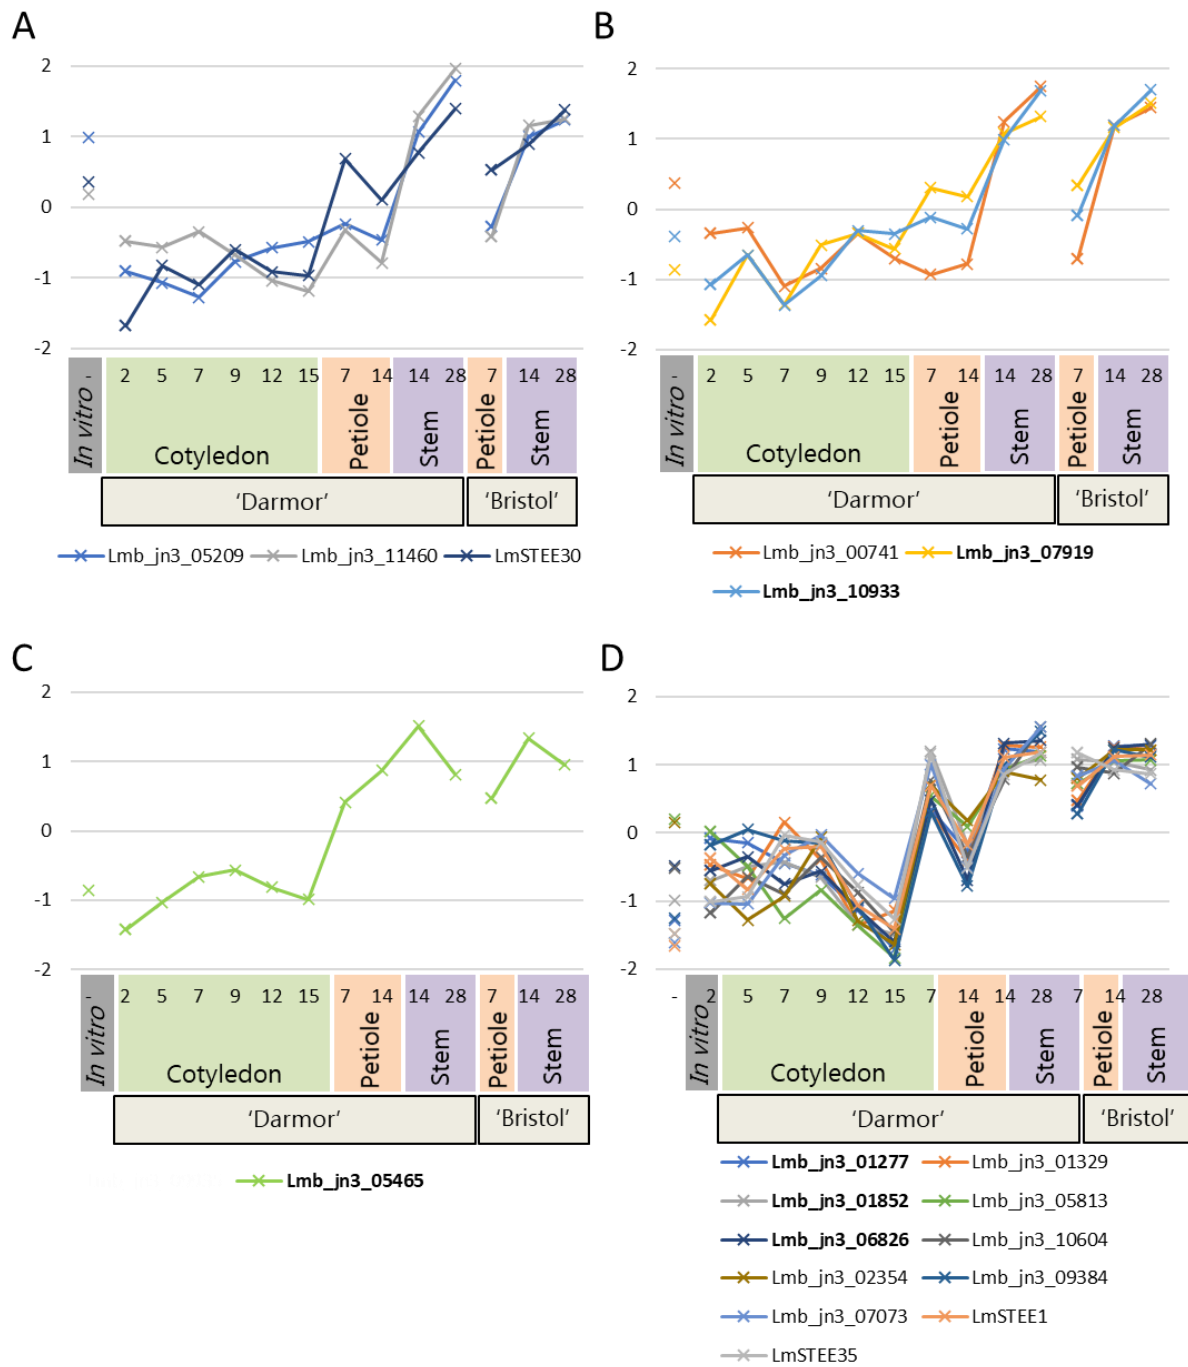 A
2
1
0
-1
-2
- 2 5 7 9 12 15 7 14 14 28 7 14 28
In vitro
Cotyledon
Petiole
Stem
Petiole
Stem
‘Darmor’
‘Bristol’
Lmb_jn3_05209 Lmb_jn3_11460 LmSTEE30
B
2
1
0
-1
-2
- 2 5 7 9 12 15 7 14 14 28 7 14 28
In vitro
Cotyledon
Petiole
Stem
Petiole
Stem
‘Darmor’
‘Bristol’
Lmb_jn3_00741 Lmb_jn3_07919
Lmb_jn3_10933
C
2
1
0
-1
-2
- 2 5 7 9 12 15 7 14 14 28 7 14 28
In vitro
Cotyledon
Petiole
Stem
Petiole
Stem
‘Darmor’
‘Bristol’
Lmb_jn3_05465
D
2
1
0
-1
-2
- 2 5 7 9 12 15 7 14 14 28 7 14 28
In vitro
Cotyledon
Petiole
Stem
Petiole
Stem
‘Darmor’
‘Bristol’
Lmb_jn3_01277 Lmb_jn3_01329
Lmb_jn3_01852 Lmb_jn3_05813
Lmb_jn3_06826 Lmb_jn3_10604
Lmb_jn3_02354 Lmb_jn3_09384
Lmb_jn3_07073 LmSTEE1
LmSTEE35